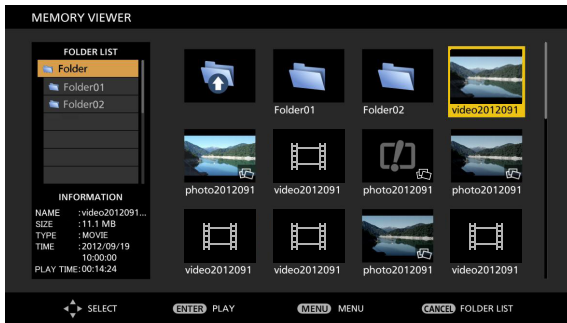 MEMORY VIEWER
FOLDER LIST
Folder
Folder01
Folder02
INFORMATION
NAME :video2012091...
SIZE :11.1 MB
TYPE :MOVIE
TIME :2012/09/19
10:00:00
PLAY TIME:00:14:24
Folder01 Folder02 video2012091
photo2012091 video2012091 photo2012091 photo2012091
video2012091 video2012091 photo2012091 video2012091
SELECT ENTER PLAY MENU MENU CANCEL FOLDER LIST